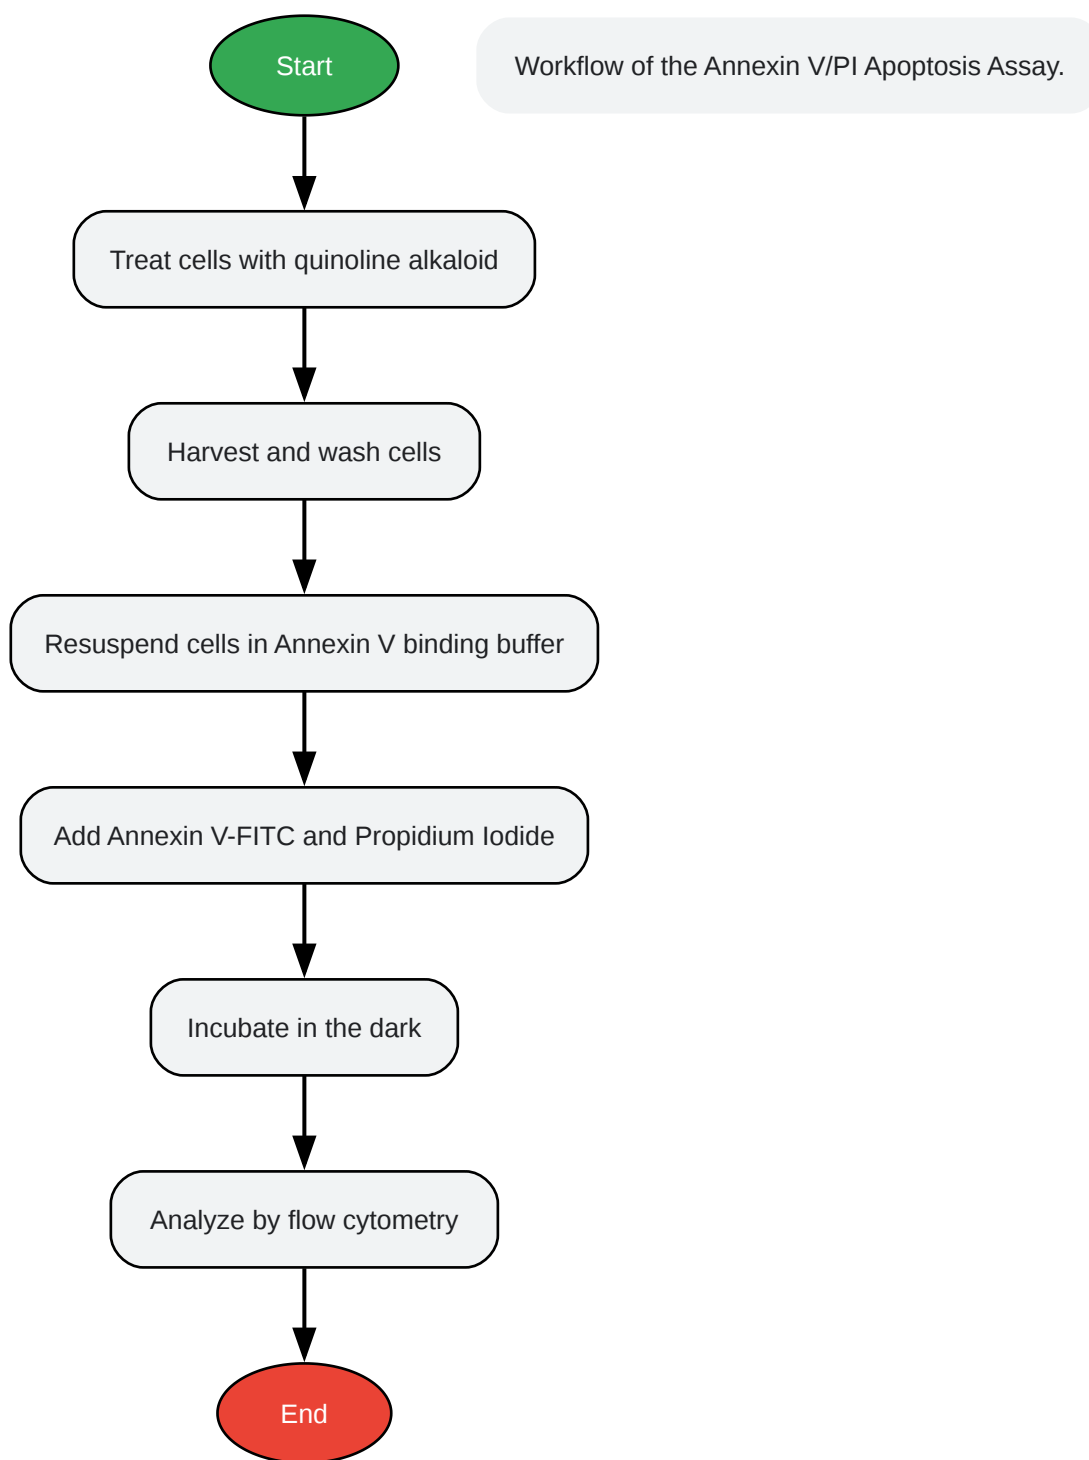 Start
Workflow of the Annexin V/PI Apoptosis Assay.
Treat cells with quinoline alkaloid
Harvest and wash cells
Resuspend cells in Annexin V binding buffer
Add Annexin V-FITC and Propidium Iodide
Incubate in the dark
Analyze by flow cytometry
End